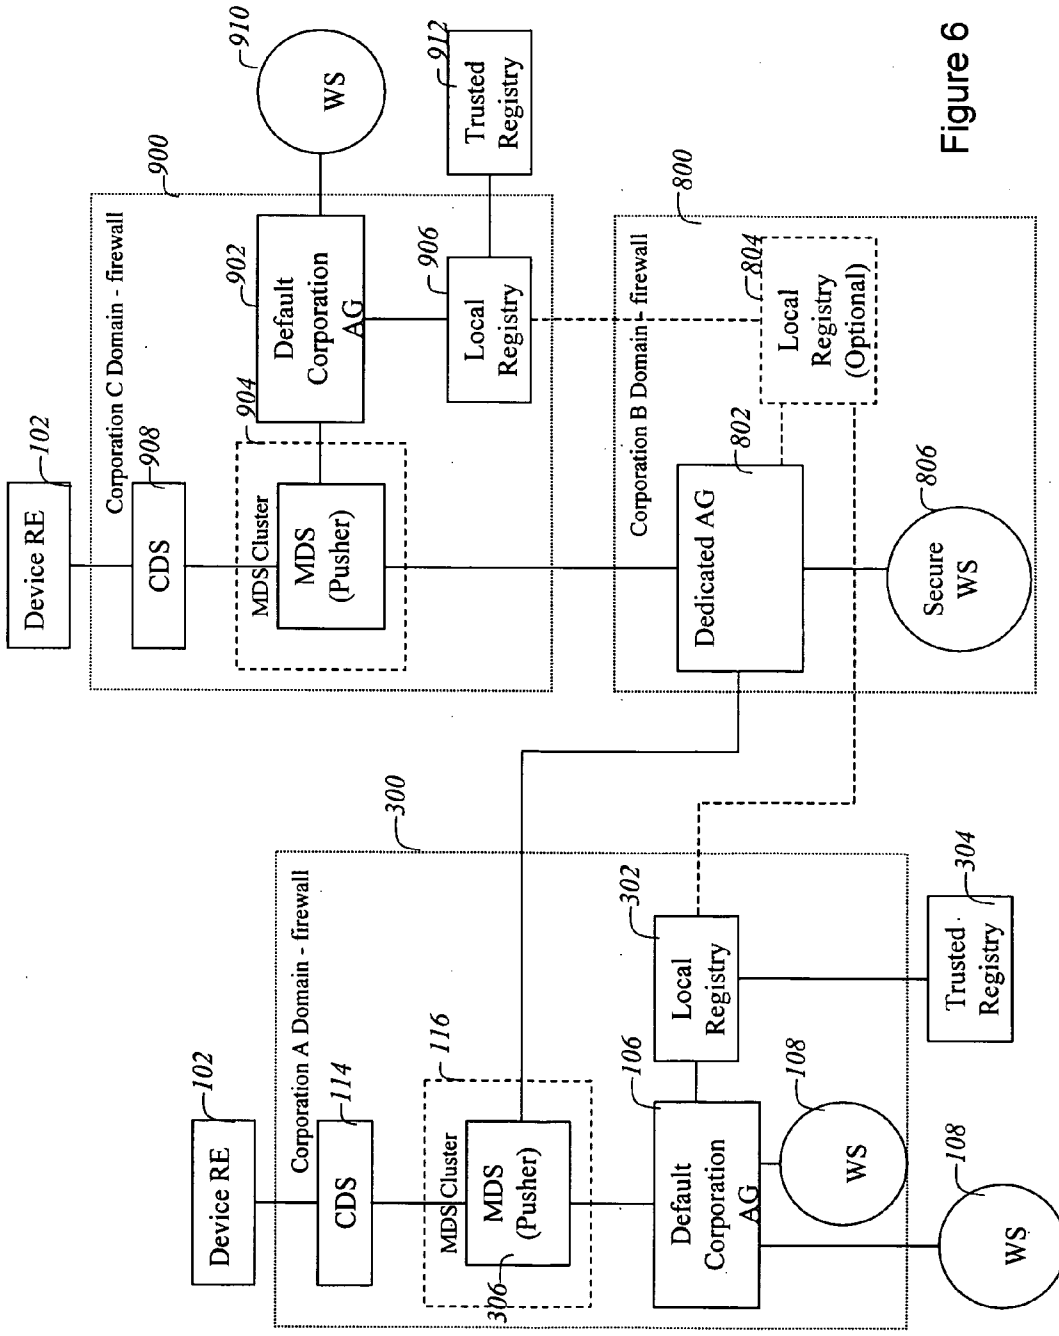 102
Device RE
Corporation A Domain - firewall
300
114
CDS
116
MDS Cluster
MDS
(Pusher)
306
106
Default
Corporation
AG
302
Local
Registry
108
WS
108
WS
304
Trusted
Registry
102
Device RE
Corporation C Domain - firewall
900
908
CDS
904
MDS Cluster
MDS
(Pusher)
902
Default
Corporation
AG
910
WS
906
Local
Registry
912
Trusted
Registry
Corporation B Domain - firewall
800
Dedicated AG
802
804
Local
Registry
(Optional)
806
Secure
WS
Figure 6